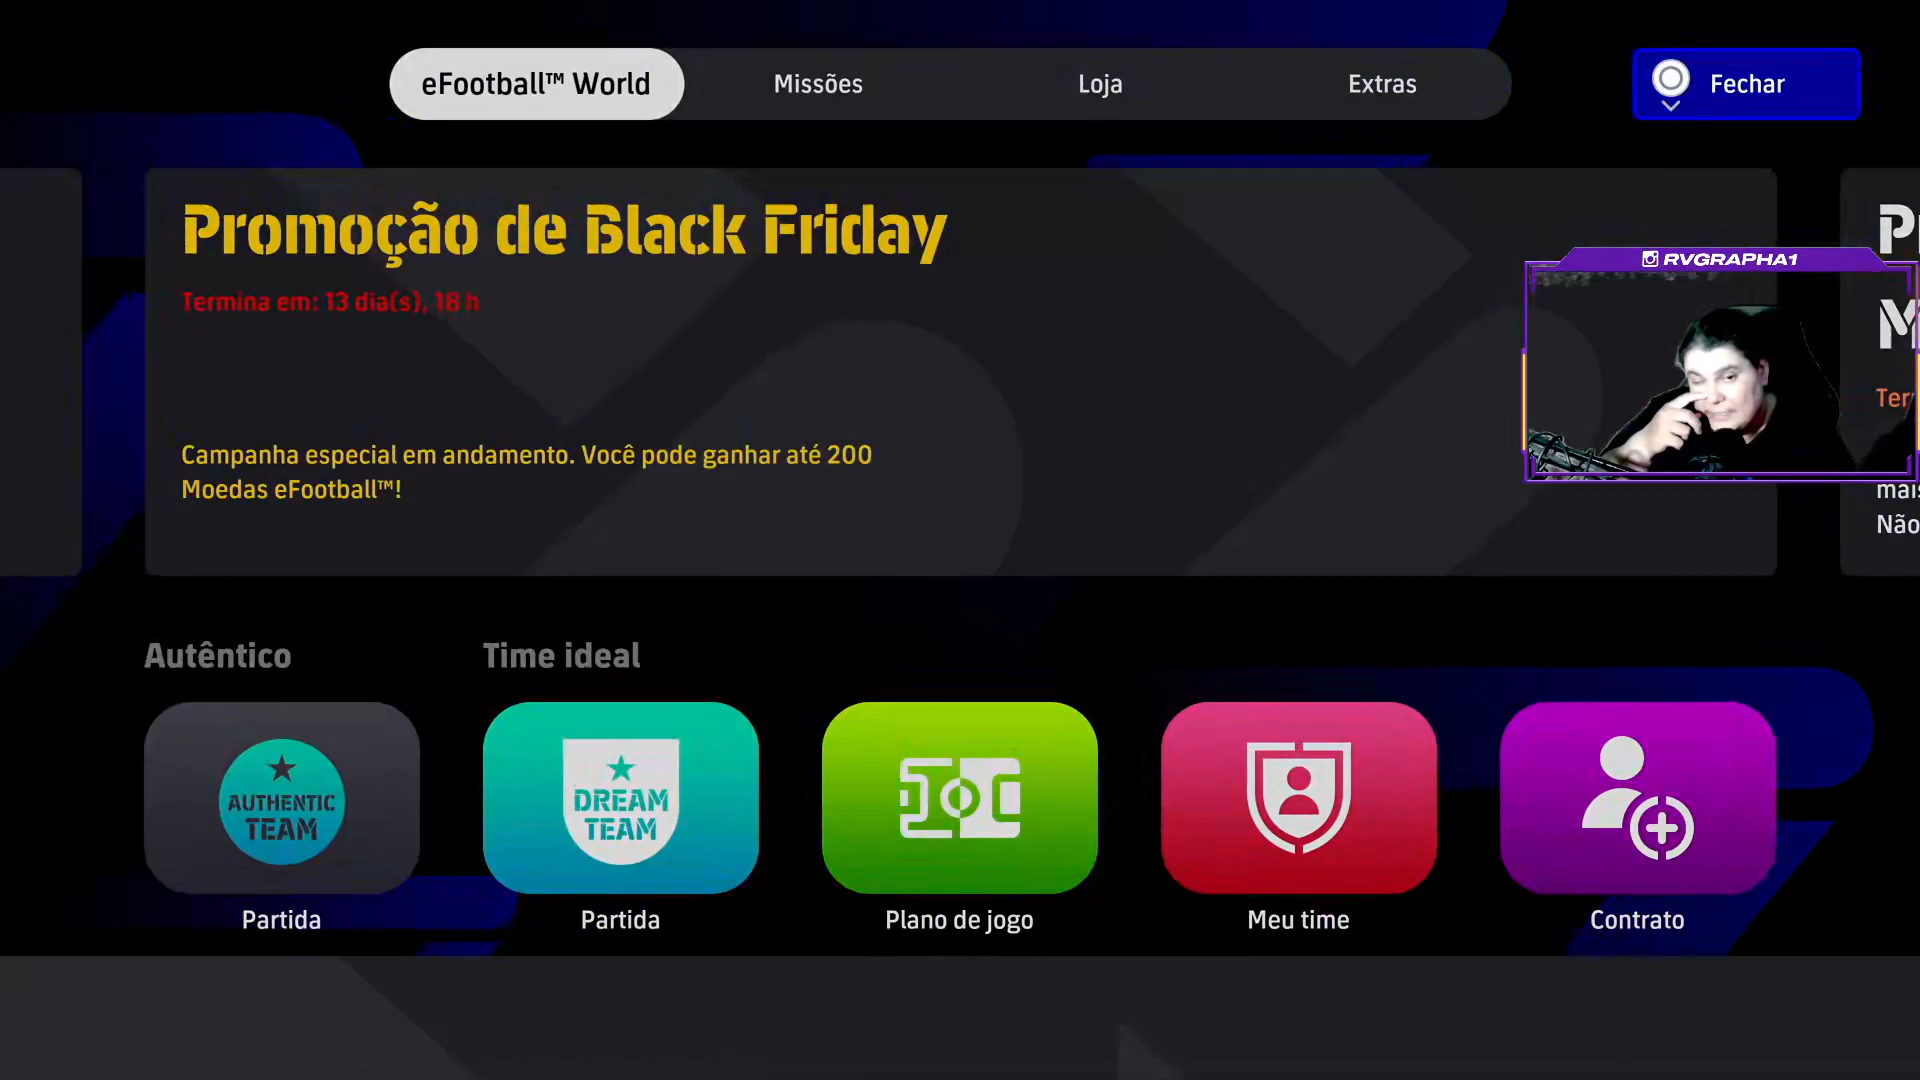 eFootball™ World
Missões
Loja
Extras
Fechar
Promoção de Black Friday
Termina em: 13 dia(s), 18 h
Campanha especial em andamento. Você pode ganhar até 200
Moedas eFootball™!
RVGRAPHA1
Não
Autêntico
Time ideal
AUTHENTIC
TEAM
DREAM
TEAM
Partida
Partida
Plano de jogo
Meu time
Contrato